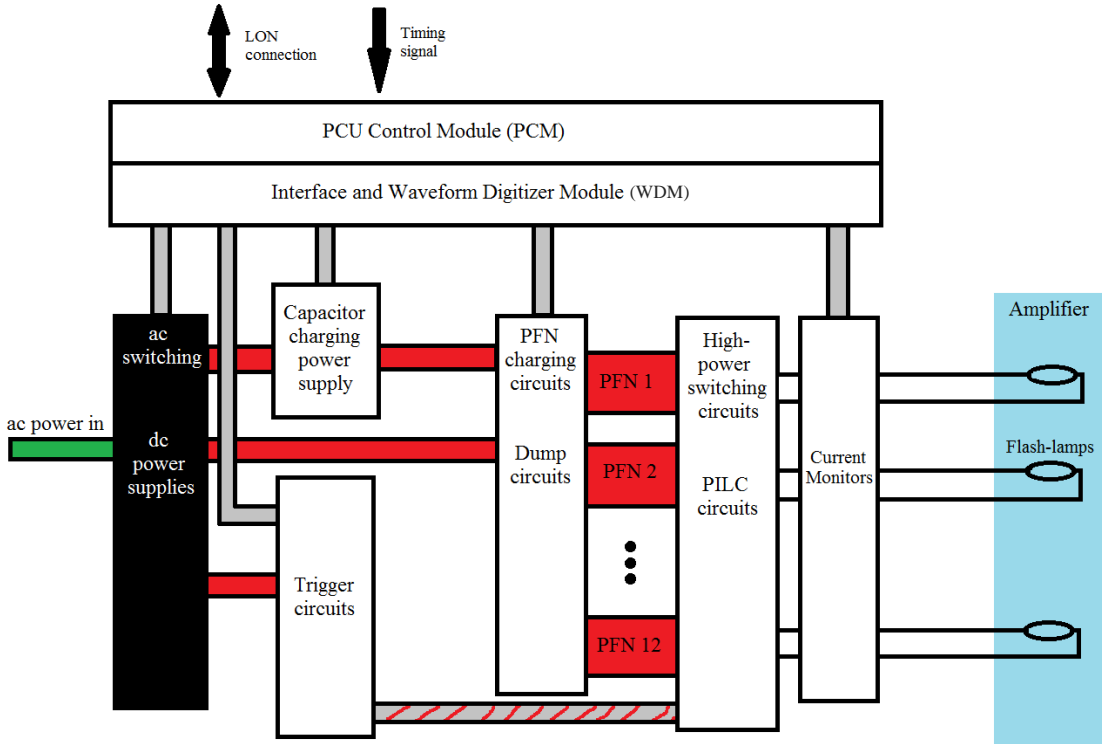 LON
connection
Timing
signal
PCU Control Module (PCM)
Interface and Waveform Digitizer Module (WDM)
ac
switching
dc
power
supplies
ac power in
Capacitor
charging
power
supply
Trigger
circuits
PFN
charging
circuits
Dump
circuits
PFN 1
PFN 2
PFN 12
High-
power
switching
circuits
PILC
circuits
Current
Monitors
Amplifier
Flash-lamps